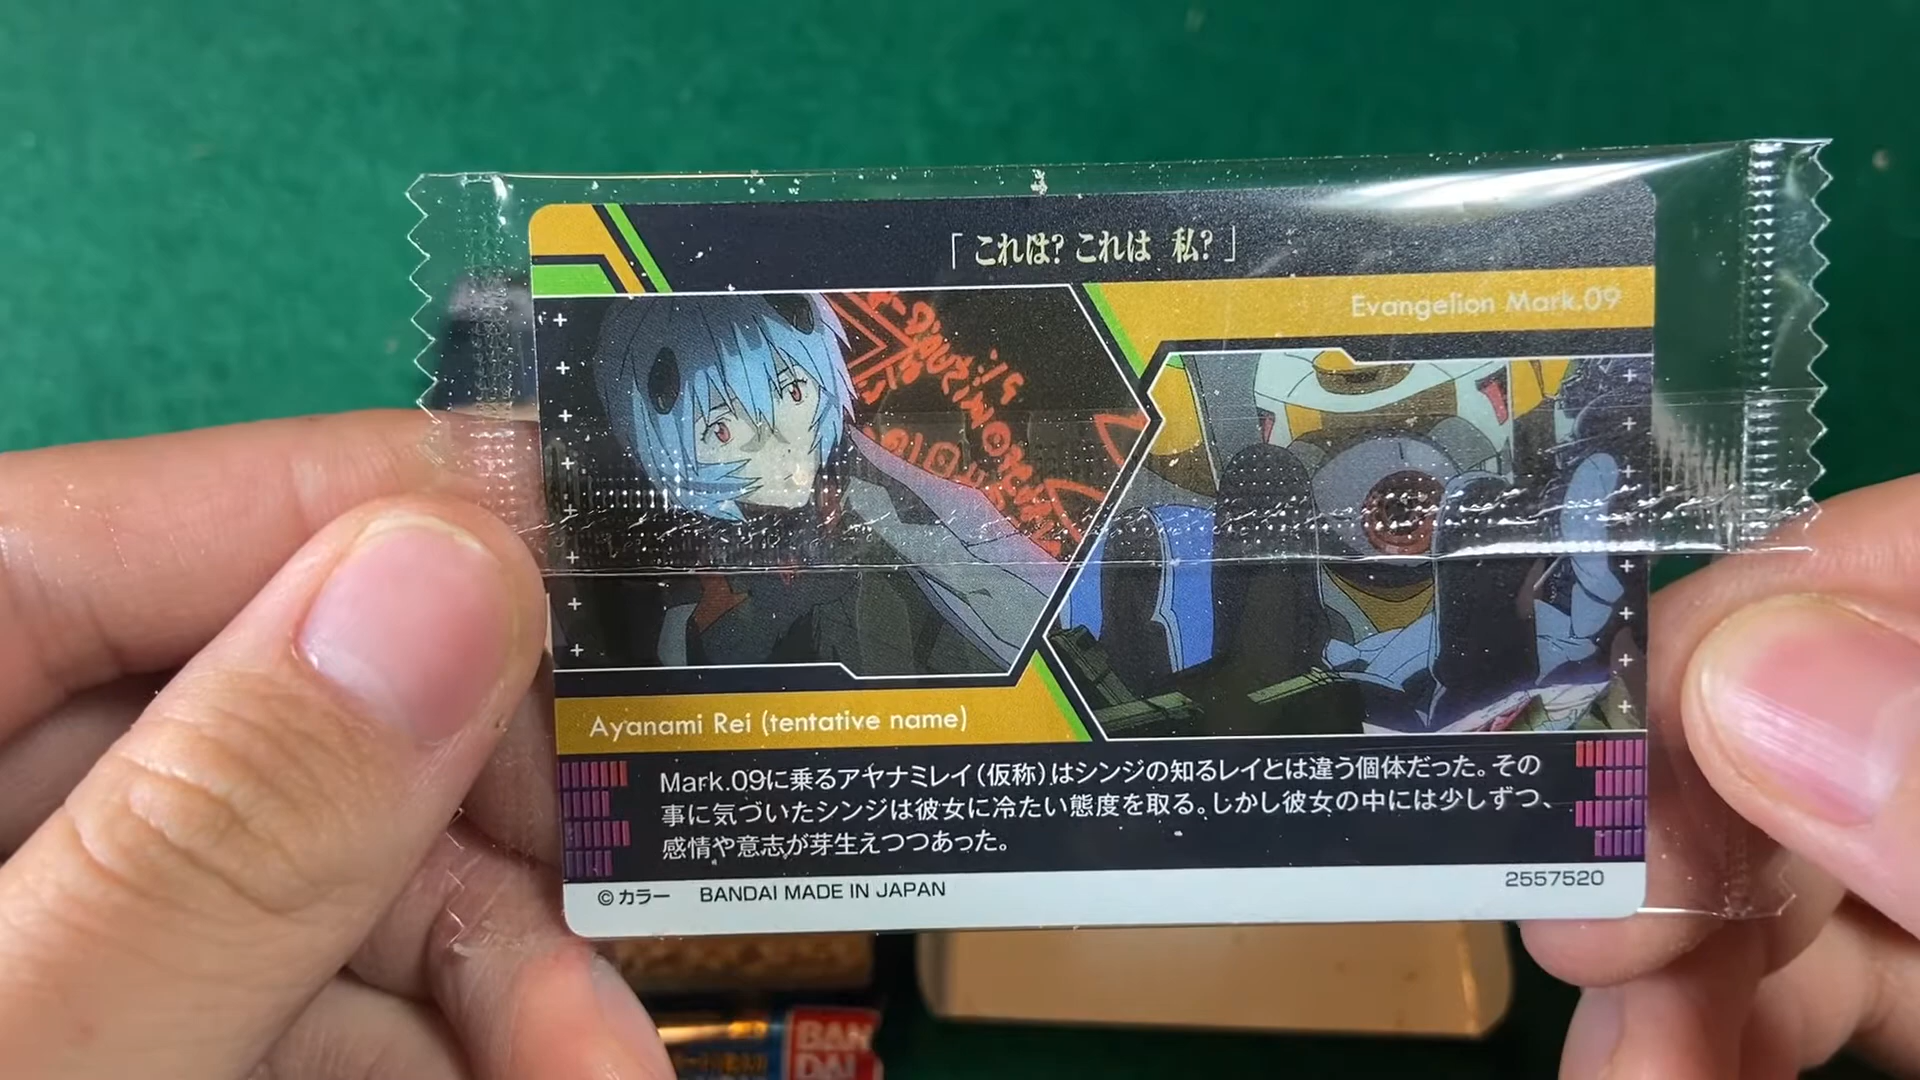 「これは? これは 私?」
Evangelion Mark.09
Ayanami Rei (tentative name)
Mark.09に乗るアヤナミレイ(仮称)はシンジの知るレイとは違う個体だった。その
事に気づいたシンジは彼女に冷たい態度を取る。しかし彼女の中には少しずつ、
感情や意志が芽生えつつあった。
©カラー BANDAI MADE IN JAPAN
2557520
BAN
DAI